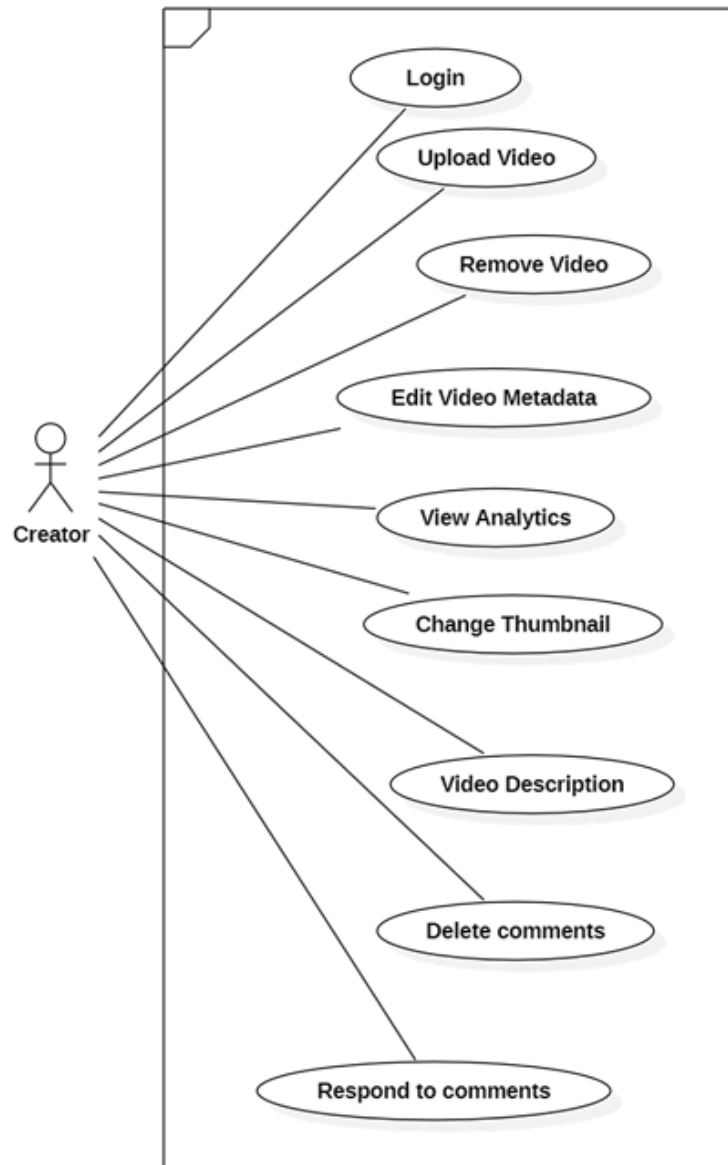 Login
Upload Video
Remove Video
Edit Video Metadata
View Analytics
Creator
Change Thumbnail
Video Description
Delete comments
Respond to comments